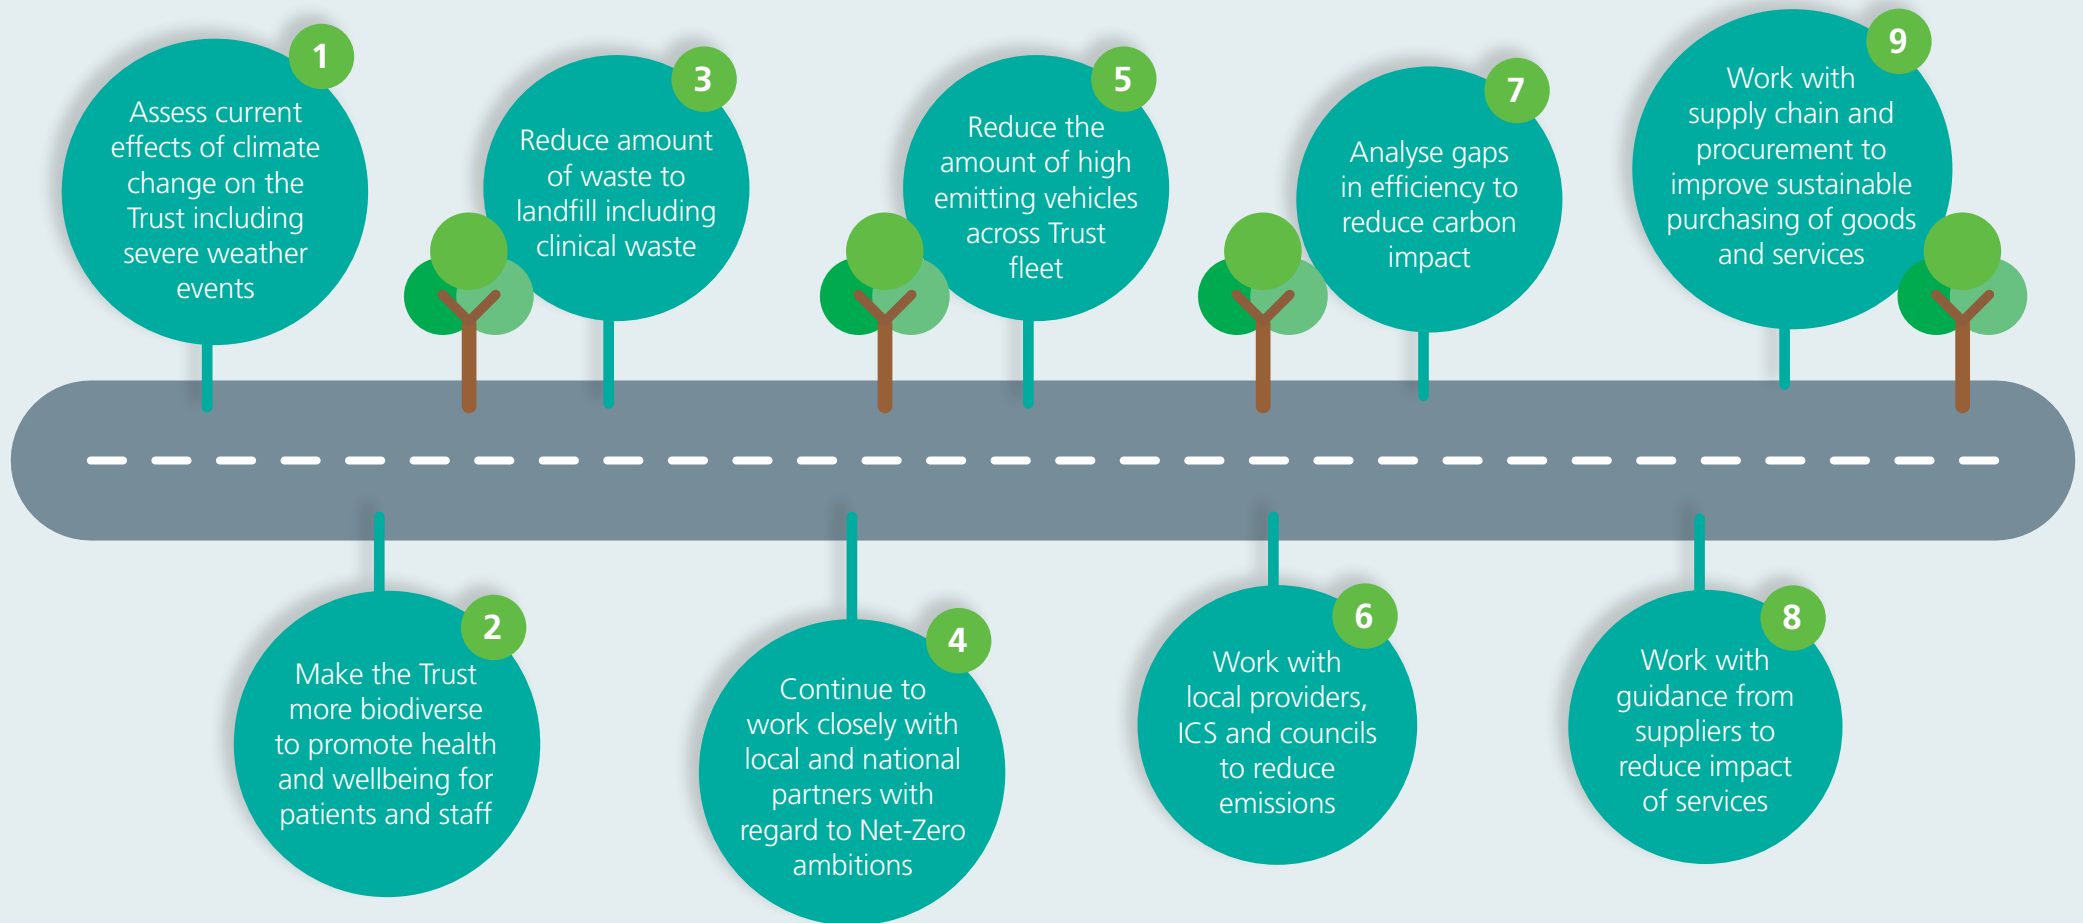 1
Assess current
effects of climate
change on the
Trust including
severe weather
events
2
Make the Trust
more biodiverse
to promote health
and wellbeing for
patients and staff
3
Reduce amount
of waste to
landfill including
clinical waste
4
Continue to
work closely with
local and national
partners with
regard to Net-Zero
ambitions
5
Reduce the
amount of high
emitting vehicles
across Trust
fleet
6
Work with
local providers,
ICS and councils
to reduce
emissions
7
Analyse gaps
in efficiency to
reduce carbon
impact
8
Work with
guidance from
suppliers to
reduce impact
of services
9
Work with
supply chain and
procurement to
improve sustainable
purchasing of goods
and services